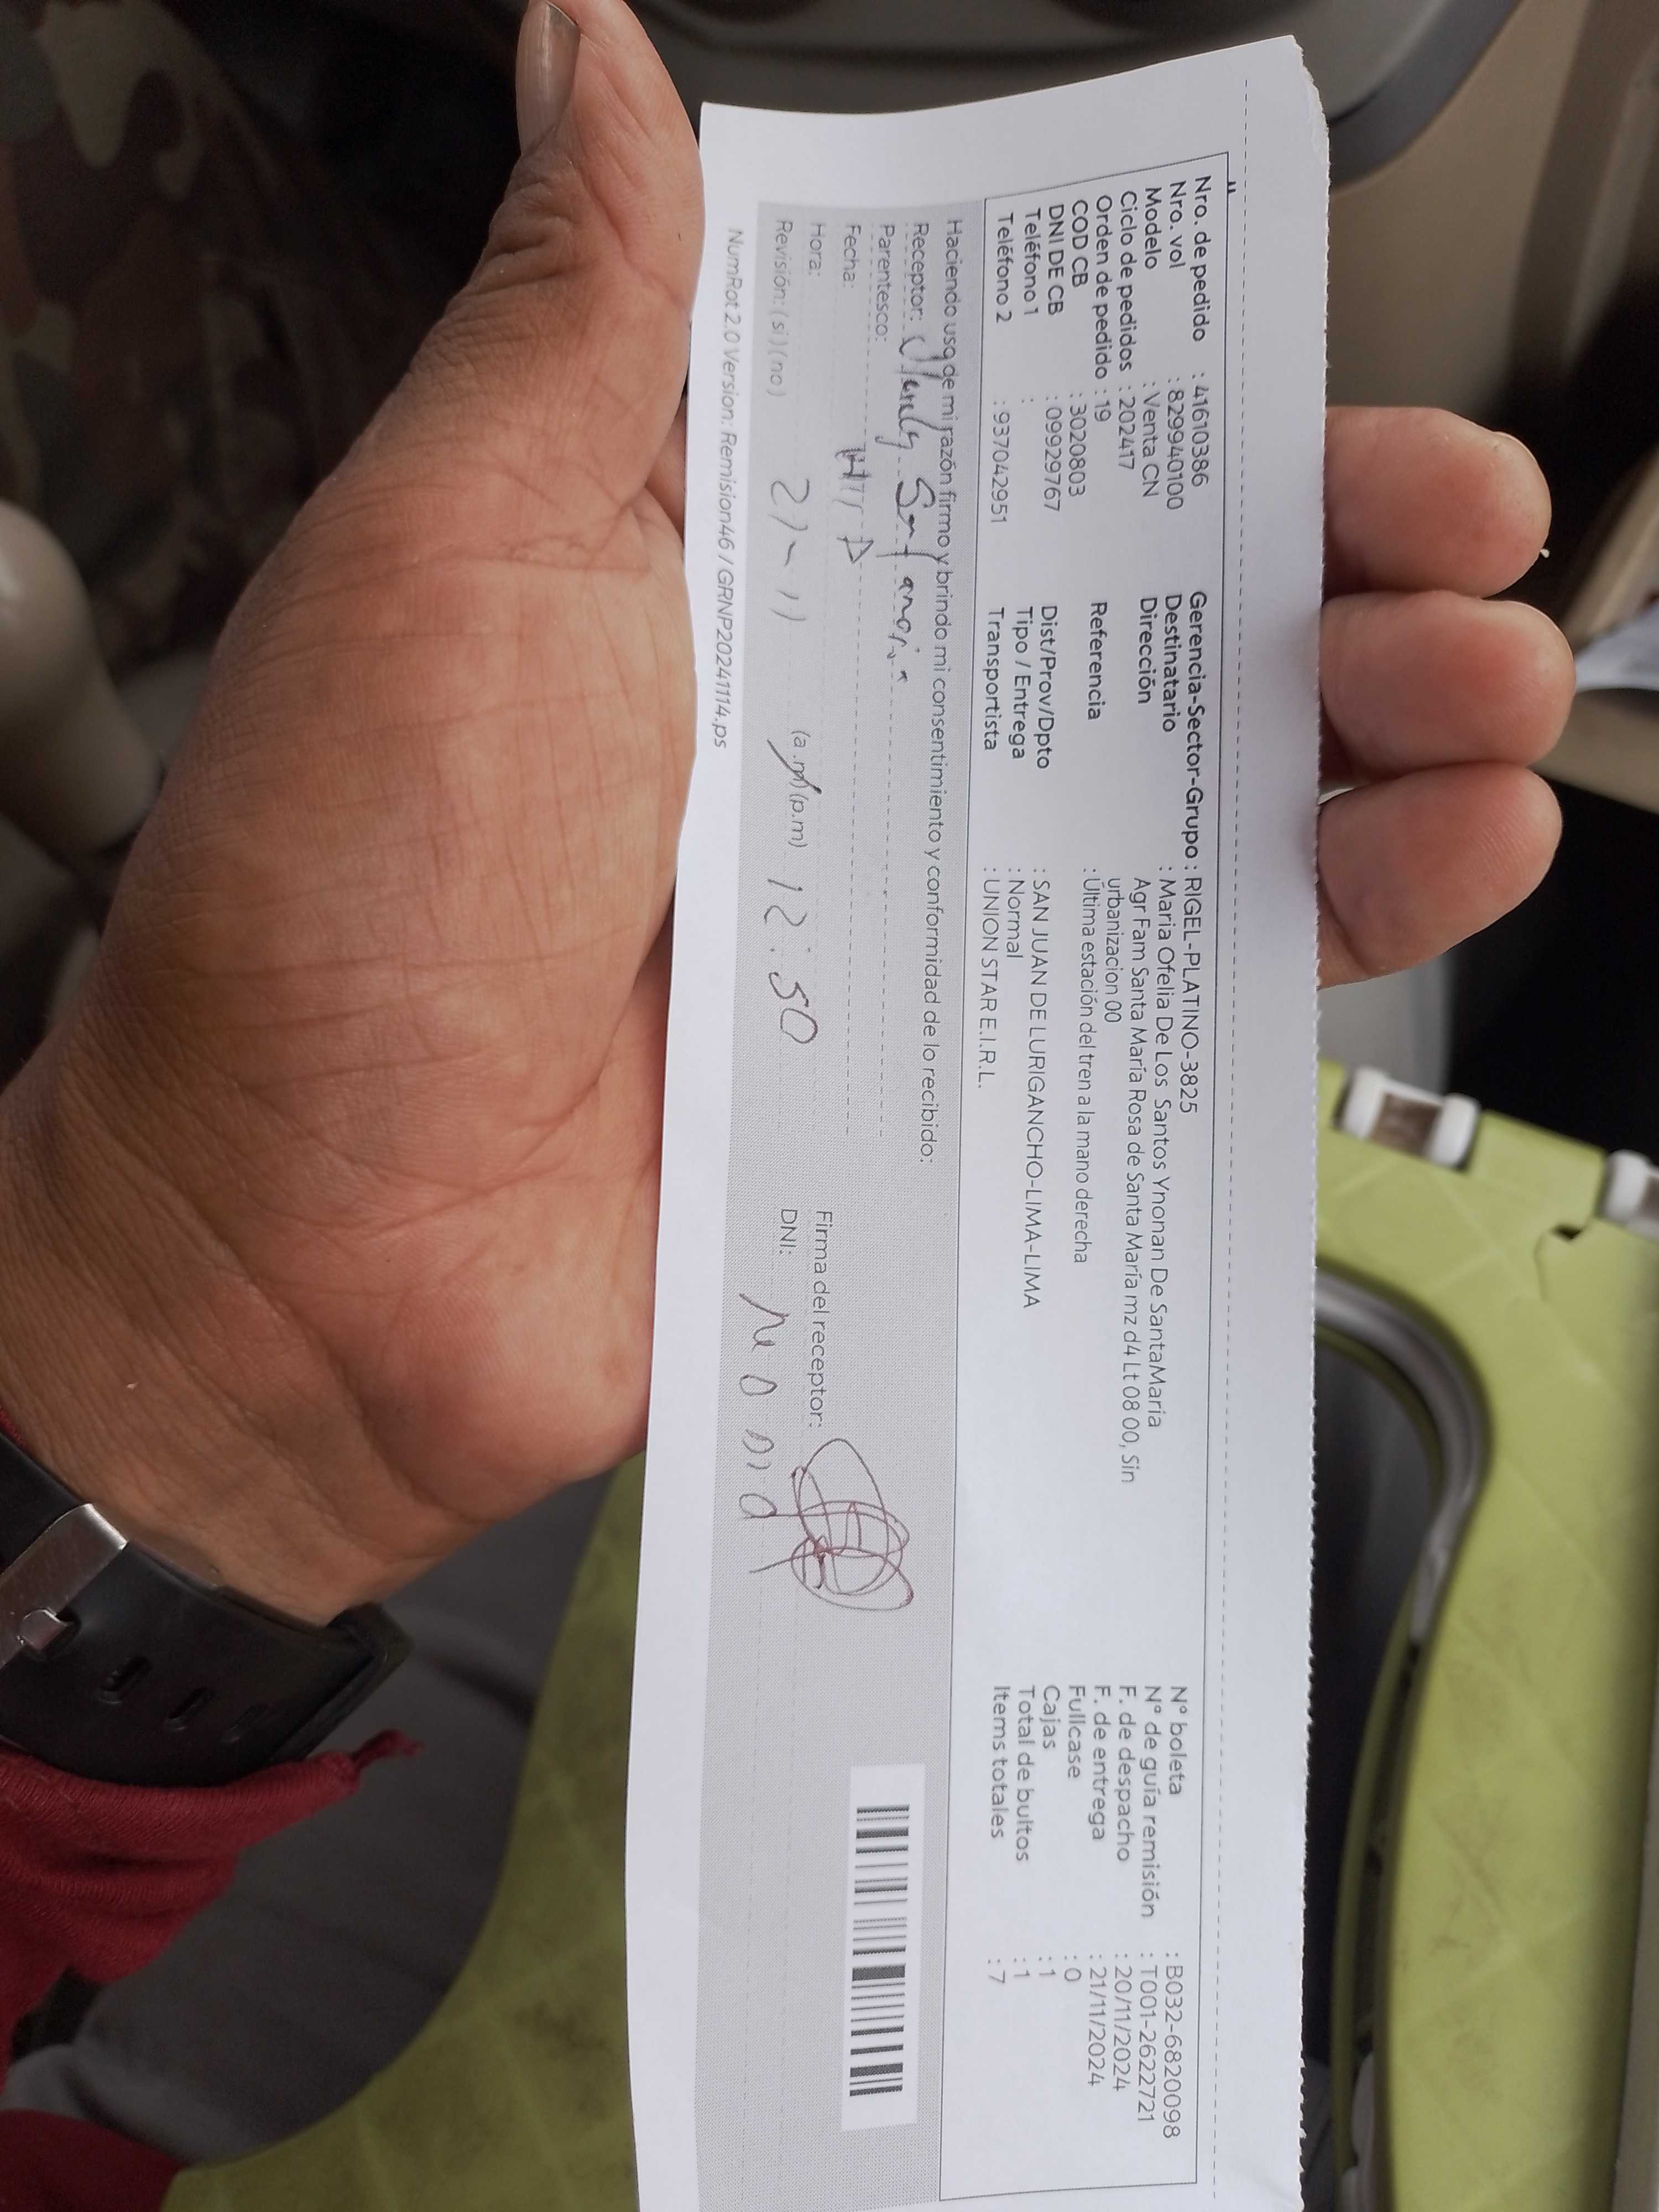 Nro. de pedido : 41610386
Nro. vol : 829940100
Modelo : Venta CN
Ciclo de pedidos : 202417
Orden de pedido : 19
COD CB : 3020803
DNI DE CB : 09929767
Teléfono 1 :
Teléfono 2 : 937042951
Gerencia-Sector-Grupo : RIGEL-PLATINO-3825
Destinatario : Maria Ofelia De Los Santos Ynonan De SantaMaria
Dirección Agr Fam Santa María Rosa de Santa María mz d4 Lt 08 00, Sin
urbanizacion 00
Referencia : Última estación del tren a la mano derecha
Dist/Prov/Dpto : SAN JUAN DE LURIGANCHO-LIMA-LIMA
Tipo / Entrega : Normal
Transportista : UNION STAR E.I.R.L.
N° boleta : B032-6820098
N° de guía remisión : T001-2622721
F. de despacho : 20/11/2024
F. de entrega : 21/11/2024
Fullcase : 0
Cajas : 1
Total de bultos : 1
Items totales : 7
Haciendo uso de mi razón firmo y brindo mi consentimiento y conformidad de lo recibido:
Receptor:
Parentesco:
Fecha:
Hora: (a.m) (p.m) 12:50
Revisión: (si) (no)
Firma del receptor:
DNI:
NumRot 2.0 Version: Remision46 / GRNP20241114.ps